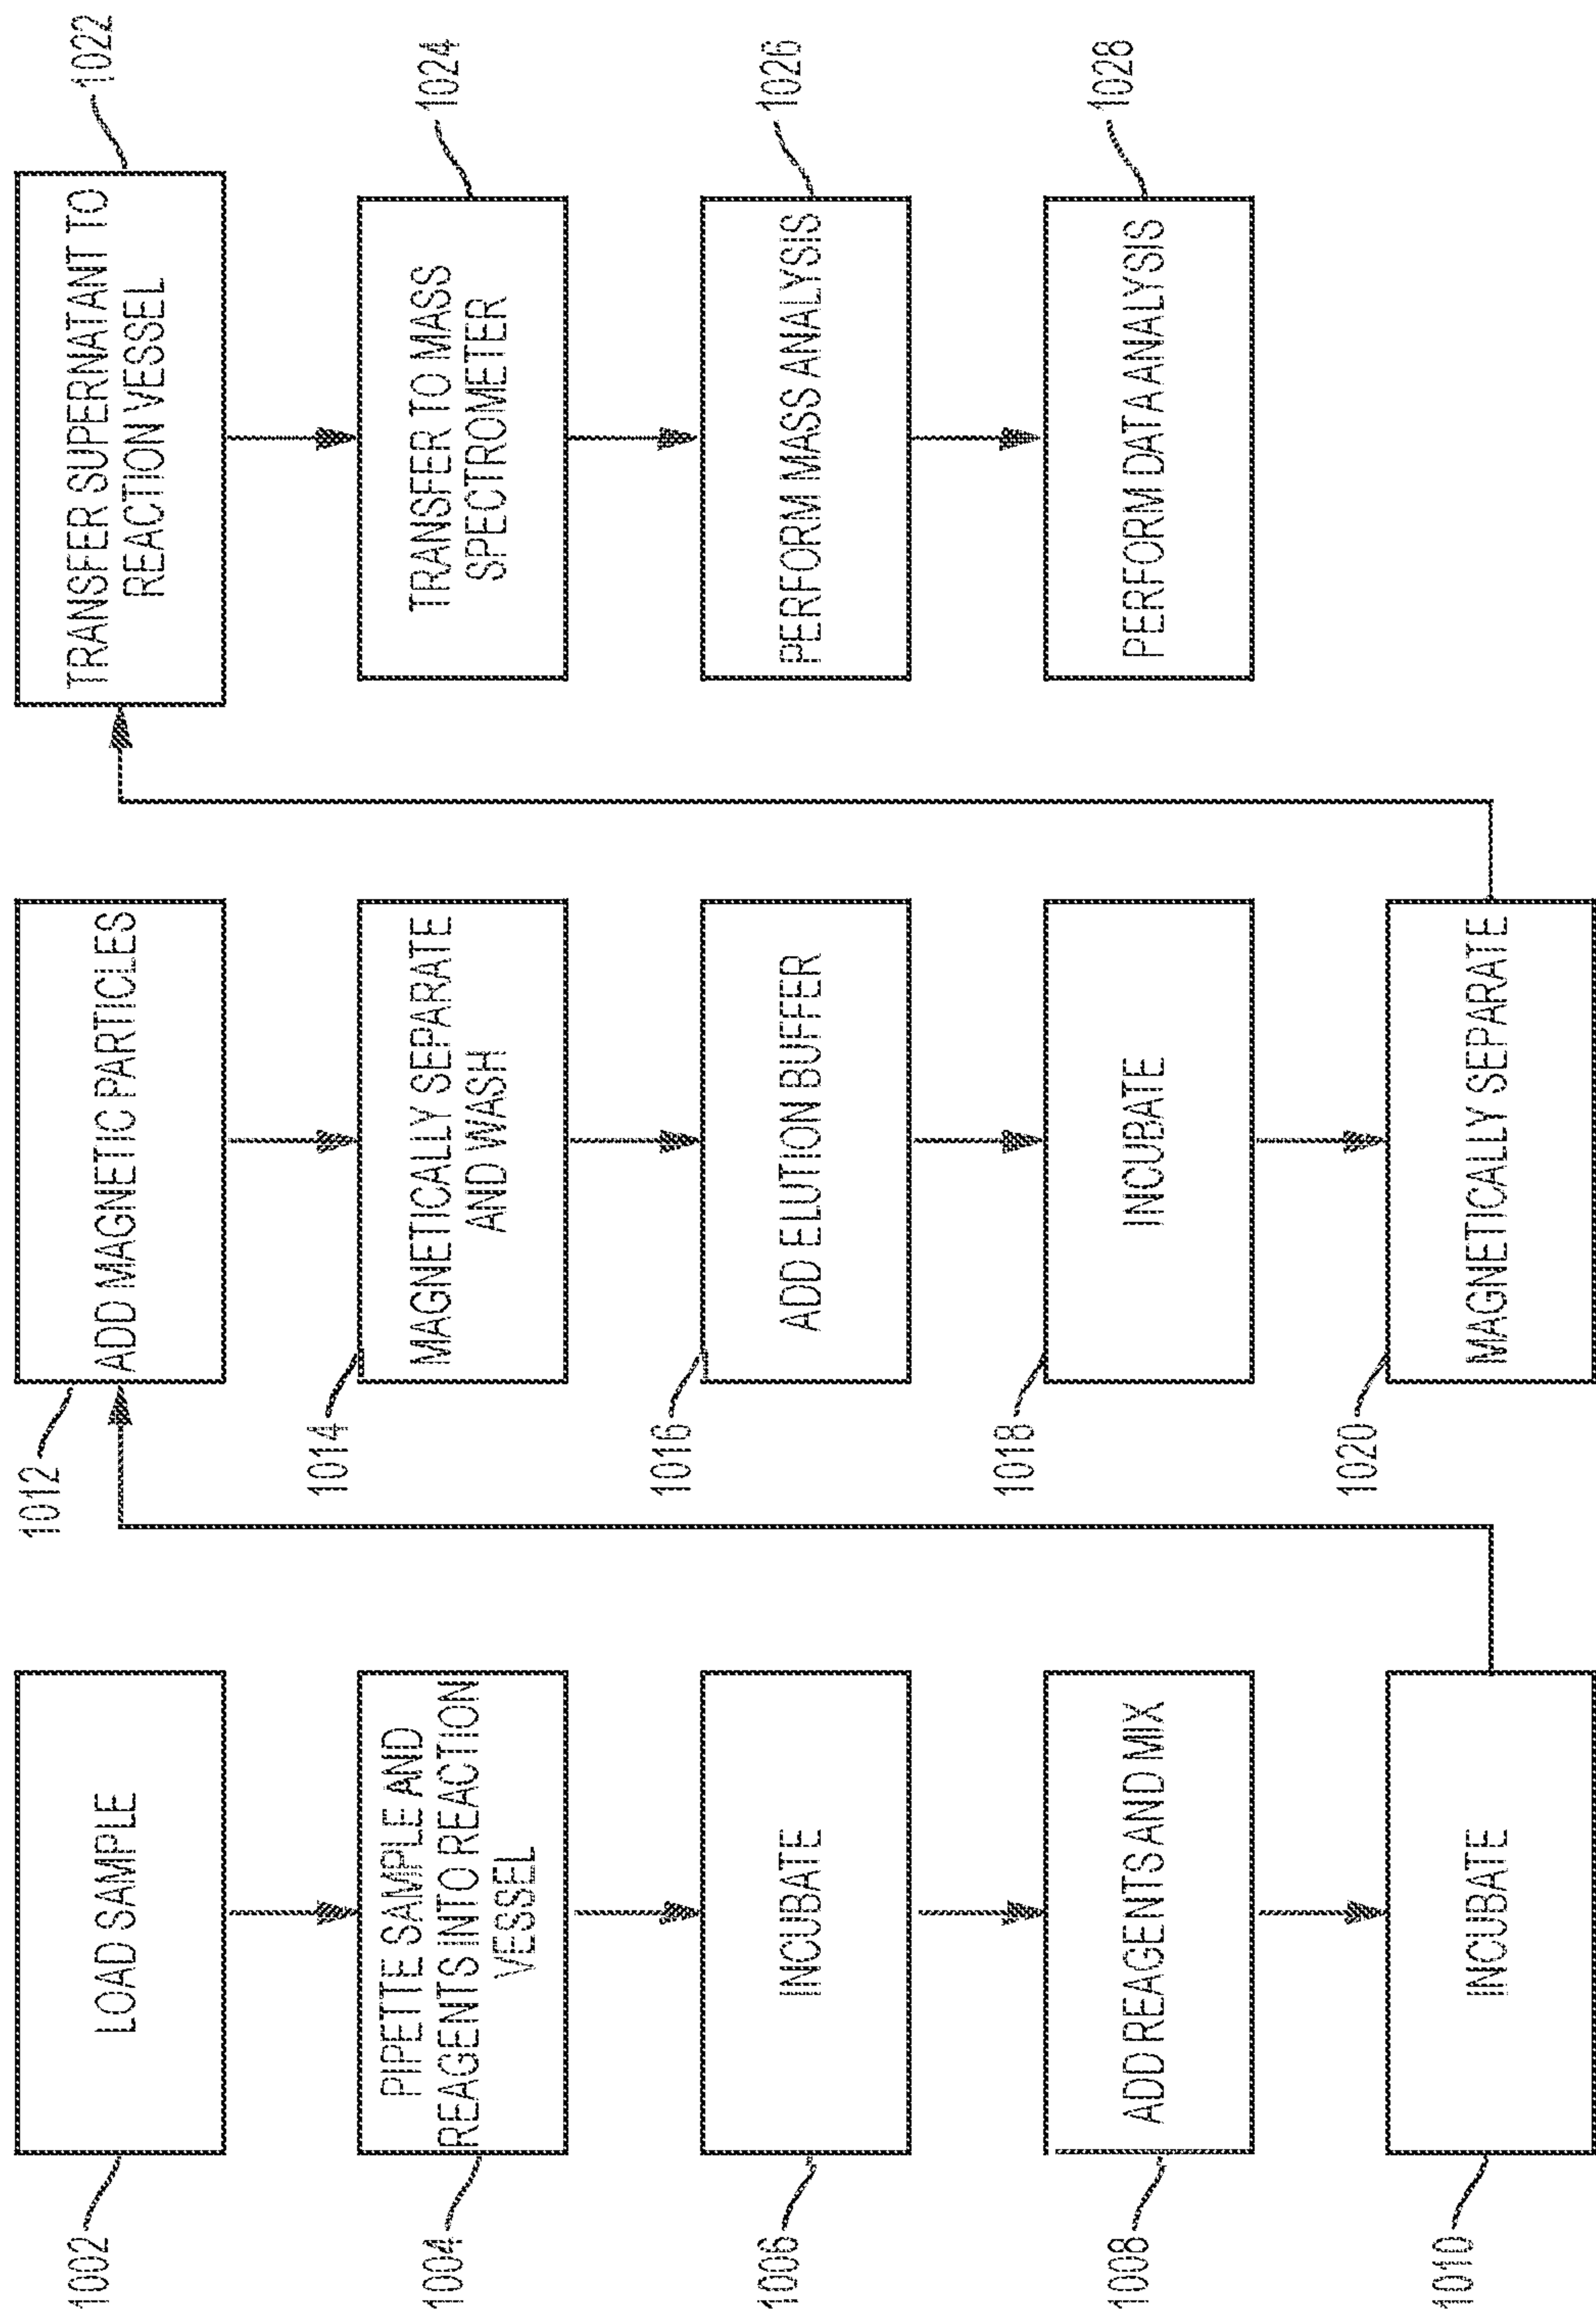 1002
LOAD SAMPLE
1004
PIPETTE SAMPLE AND
REAGENTS INTO REACTION
VESSEL
1006
INCUBATE
1008
ADD REAGENTS AND MIX
1010
INCUBATE
1012
ADD MAGNETIC PARTICLES
1014
MAGNETICALLY SEPARATE
AND WASH
1016
ADD ELUTION BUFFER
1018
INCUBATE
1020
MAGNETICALLY SEPARATE
1022
TRANSFER SUPERNATANT TO
REACTION VESSEL
1024
TRANSFER TO MASS
SPECTROMETER
1026
PERFORM MASS ANALYSIS
1028
PERFORM DATA ANALYSIS